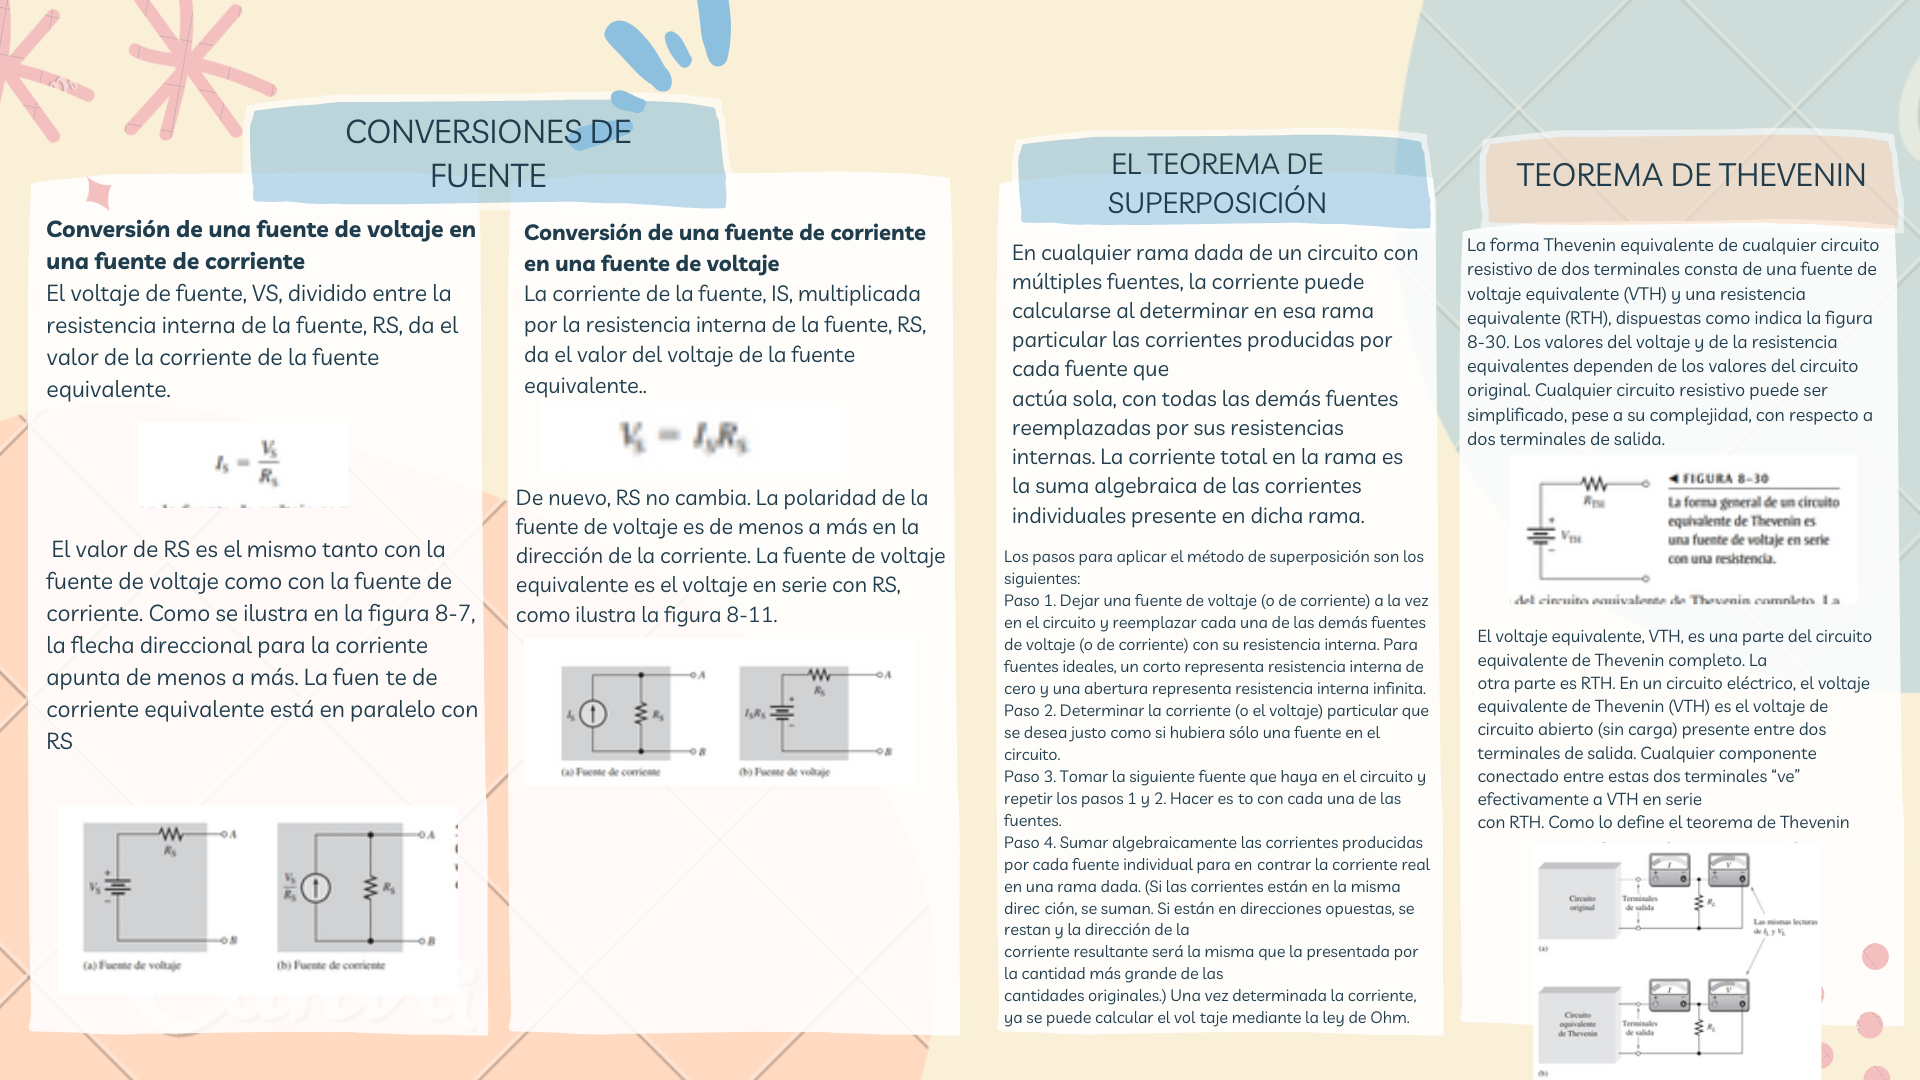 CONVERSIONES DE
FUENTE
Conversión de una fuente de voltaje en
una fuente de corriente
El voltaje de fuente, VS, dividido entre la
resistencia interna de la fuente, RS, da el
valor de la corriente de la fuente
equivalente.
I_S = V_S / R_S
El valor de RS es el mismo tanto con la
fuente de voltaje como con la fuente de
corriente. Como se ilustra en la figura 8-7,
la flecha direccional para la corriente
apunta de menos a más. La fuen te de
corriente equivalente está en paralelo con
RS
V_S
+
−
R_S
A
B
(a) Fuente de voltaje
V_S / R_S
R_S
A
B
(b) Fuente de corriente
Conversión de una fuente de corriente
en una fuente de voltaje
La corriente de la fuente, IS, multiplicada
por la resistencia interna de la fuente, RS,
da el valor del voltaje de la fuente
equivalente..
V_S = I_S R_S
De nuevo, RS no cambia. La polaridad de la
fuente de voltaje es de menos a más en la
dirección de la corriente. La fuente de voltaje
equivalente es el voltaje en serie con RS,
como ilustra la figura 8-11.
I_S
R_S
A
B
(a) Fuente de corriente
I_S R_S
+
−
R_S
A
B
(b) Fuente de voltaje
EL TEOREMA DE
SUPERPOSICIÓN
En cualquier rama dada de un circuito con
múltiples fuentes, la corriente puede
calcularse al determinar en esa rama
particular las corrientes producidas por
cada fuente que
actúa sola, con todas las demás fuentes
reemplazadas por sus resistencias
internas. La corriente total en la rama es
la suma algebraica de las corrientes
individuales presente en dicha rama.
Los pasos para aplicar el método de superposición son los
siguientes:
Paso 1. Dejar una fuente de voltaje (o de corriente) a la vez
en el circuito y reemplazar cada una de las demás fuentes
de voltaje (o de corriente) con su resistencia interna. Para
fuentes ideales, un corto representa resistencia interna de
cero y una abertura representa resistencia interna infinita.
Paso 2. Determinar la corriente (o el voltaje) particular que
se desea justo como si hubiera sólo una fuente en el
circuito.
Paso 3. Tomar la siguiente fuente que haya en el circuito y
repetir los pasos 1 y 2. Hacer es to con cada una de las
fuentes.
Paso 4. Sumar algebraicamente las corrientes producidas
por cada fuente individual para en contrar la corriente real
en una rama dada. (Si las corrientes están en la misma
direc ción, se suman. Si están en direcciones opuestas, se
restan y la dirección de la
corriente resultante será la misma que la presentada por
la cantidad más grande de las
cantidades originales.) Una vez determinada la corriente,
ya se puede calcular el vol taje mediante la ley de Ohm.
TEOREMA DE THEVENIN
La forma Thevenin equivalente de cualquier circuito
resistivo de dos terminales consta de una fuente de
voltaje equivalente (VTH) y una resistencia
equivalente (RTH), dispuestas como indica la figura
8-30. Los valores del voltaje y de la resistencia
equivalentes dependen de los valores del circuito
original. Cualquier circuito resistivo puede ser
simplificado, pese a su complejidad, con respecto a
dos terminales de salida.
R_TH
+
V_TH
−
◄ FIGURA 8–30
La forma general de un circuito
equivalente de Thevenin es
una fuente de voltaje en serie
con una resistencia.
del circuito equivalente de Thevenin completo. La
El voltaje equivalente, VTH, es una parte del circuito
equivalente de Thevenin completo. La
otra parte es RTH. En un circuito eléctrico, el voltaje
equivalente de Thevenin (VTH) es el voltaje de
circuito abierto (sin carga) presente entre dos
terminales de salida. Cualquier componente
conectado entre estas dos terminales “ve”
efectivamente a VTH en serie
con RTH. Como lo define el teorema de Thevenin
Circuito
original
Terminales
de salida
I
V
R_L
(a)
Las mismas lecturas
de I_L y V_L
Circuito
equivalente
de Thevenin
Terminales
de salida
I
V
R_L
(b)